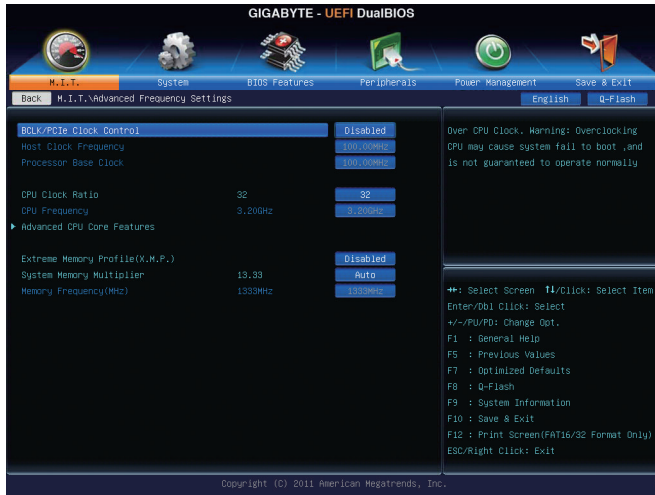 GIGABYTE - UEFI DualBIOS
M.I.T. System BIOS Features Peripherals Power Management Save & Exit
Back M.I.T.\Advanced Frequency Settings English Q-Flash
BCLK/PCIe Clock Control Disabled
Host Clock Frequency 100.00MHz
Processor Base Clock 100.00MHz
CPU Clock Ratio 32 32
CPU Frequency 3.20GHz 3.20GHz
Advanced CPU Core Features
Extreme Memory Profile(X.M.P.) Disabled
System Memory Multiplier 13.33 Auto
Memory Frequency(MHz) 1333MHz 1333MHz
Over CPU Clock. Warning: Overclocking
CPU may cause system fail to boot ,and
is not guaranteed to operate normally
→←: Select Screen ↑↓/Click: Select Item
Enter/Dbl Click: Select
+/-/PU/PD: Change Opt.
F1 : General Help
F5 : Previous Values
F7 : Optimized Defaults
F8 : Q-Flash
F9 : System Information
F10 : Save & Exit
F12 : Print Screen(FAT16/32 Format Only)
ESC/Right Click: Exit
Copyright (C) 2011 American Megatrends, Inc.